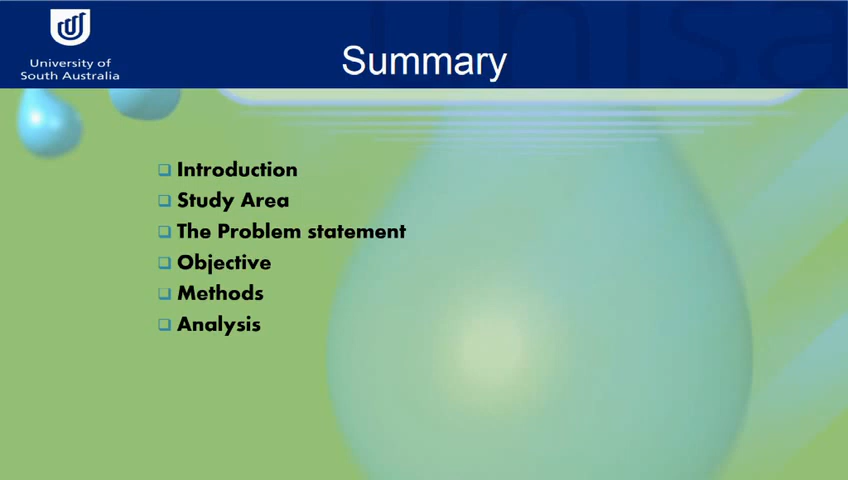 University of
South Australia
Summary
Introduction
Study Area
The Problem statement
Objective
Methods
Analysis